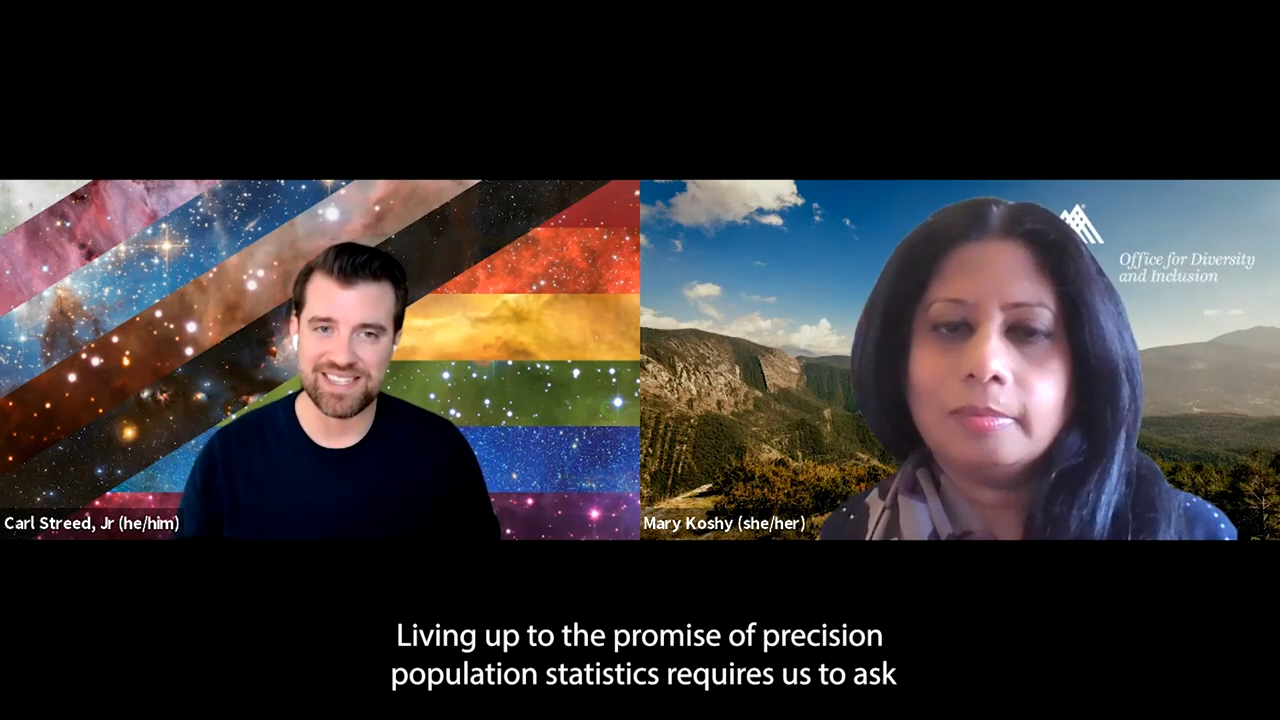 Office for Diversity
and Inclusion
Carl Streed, Jr (he/him)
Mary Koshy (she/her)
Living up to the promise of precision
population statistics requires us to ask